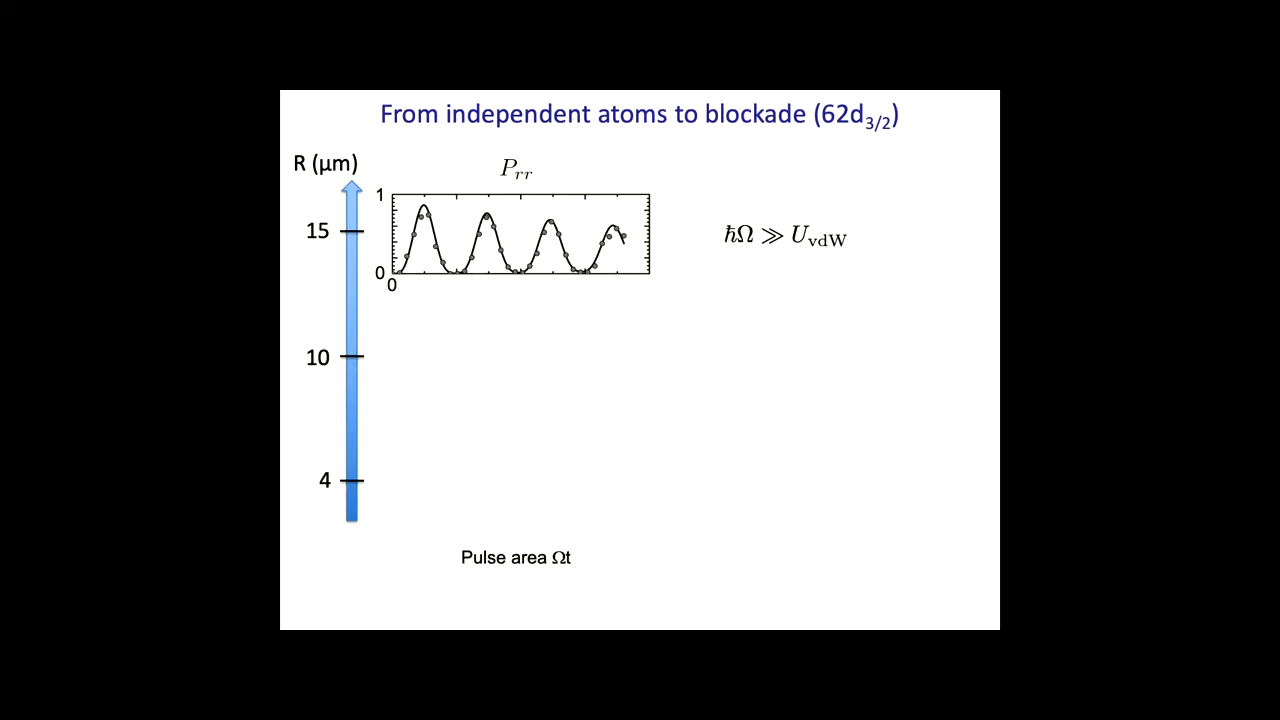 From independent atoms to blockade (62d₃/₂)
R (μm)
Pᵣᵣ
1
15
ℏΩ ≫ U_vdW
0
0
10
4
Pulse area Ωt